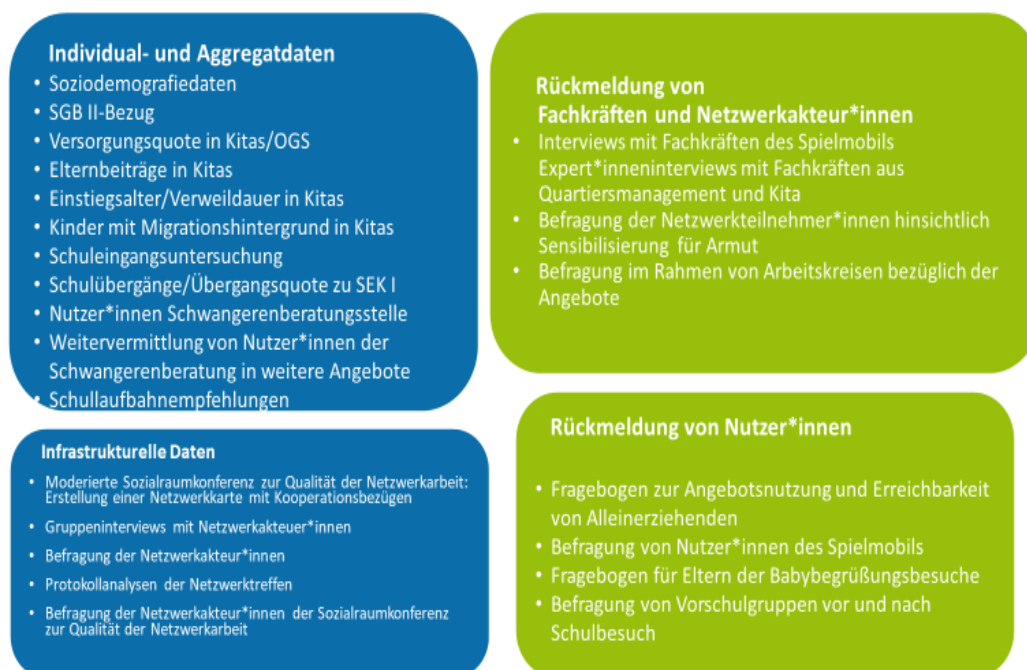 Individual- und Aggregatdaten
• Soziodemografiedaten
• SGB II-Bezug
• Versorgungsquote in Kitas/OGS
• Elternbeiträge in Kitas
• Einstiegsalter/Verweildauer in Kitas
• Kinder mit Migrationshintergrund in Kitas
• Schuleingangsuntersuchung
• Schulübergänge/Übergangsquote zu SEK I
• Nutzer*innen Schwangerenberatungsstelle
• Weitervermittlung von Nutzer*innen der
Schwangerenberatung in weitere Angebote
• Schullaufbahnempfehlungen
Rückmeldung von
Fachkräften und Netzwerkakteur*innen
• Interviews mit Fachkräften des Spielmobils
Expert*inneninterviews mit Fachkräften aus
Quartiersmanagement und Kita
• Befragung der Netzwerkteilnehmer*innen hinsichtlich
Sensibilisierung für Armut
• Befragung im Rahmen von Arbeitskreisen bezüglich der
Angebote
Infrastrukturelle Daten
• Moderierte Sozialraumkonferenz zur Qualität der Netzwerkarbeit:
Erstellung einer Netzwerkkarte mit Kooperationsbezügen
• Gruppeninterviews mit Netzwerkakteuer*innen
• Befragung der Netzwerkakteur*innen
• Protokollanalysen der Netzwerktreffen
• Befragung der Netzwerkakteur*innen der Sozialraumkonferenz
zur Qualität der Netzwerkarbeit
Rückmeldung von Nutzer*innen
• Fragebogen zur Angebotsnutzung und Erreichbarkeit
von Alleinerziehenden
• Befragung von Nutzer*innen des Spielmobils
• Fragebogen für Eltern der Babybegrüßungsbesuche
• Befragung von Vorschulgruppen vor und nach
Schulbesuch